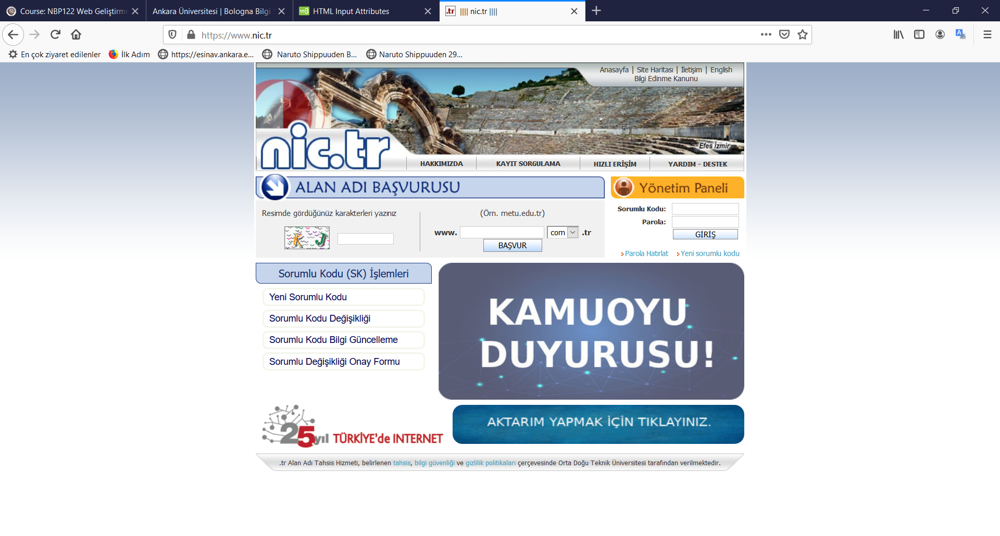 Course: NBP122 Web Geliştirme
Ankara Üniversitesi | Bologna Bilgi
HTML Input Attributes
.tr |||| nic.tr ||||
https://www.nic.tr
En çok ziyaret edilenler
İlk Adım
https://esinav.ankara.e...
Naruto Shippuuden B...
Naruto Shippuuden 29...
Anasayfa | Site Haritası | İletişim | English
Bilgi Edinme Kanunu
Efes İzmir
nic.tr
HAKKIMIZDA
KAYIT SORGULAMA
HIZLI ERİŞİM
YARDIM - DESTEK
ALAN ADI BAŞVURUSU
Yönetim Paneli
Resimde gördüğünüz karakterleri yazınız
K J
(Örn. metu.edu.tr)
www. com .tr
BAŞVUR
Sorumlu Kodu:
Parola:
GİRİŞ
Parola Hatırlat
Yeni sorumlu kodu
Sorumlu Kodu (SK) İşlemleri
Yeni Sorumlu Kodu
Sorumlu Kodu Değişikliği
Sorumlu Kodu Bilgi Güncelleme
Sorumlu Değişikliği Onay Formu
KAMUOYU
DUYURUSU!
25.yıl TÜRKİYE'de INTERNET
AKTARIM YAPMAK İÇİN TIKLAYINIZ.
.tr Alan Adı Tahsis Hizmeti, belirlenen tahsis, bilgi güvenliği ve gizlilik politikaları çerçevesinde Orta Doğu Teknik Üniversitesi tarafından verilmektedir.